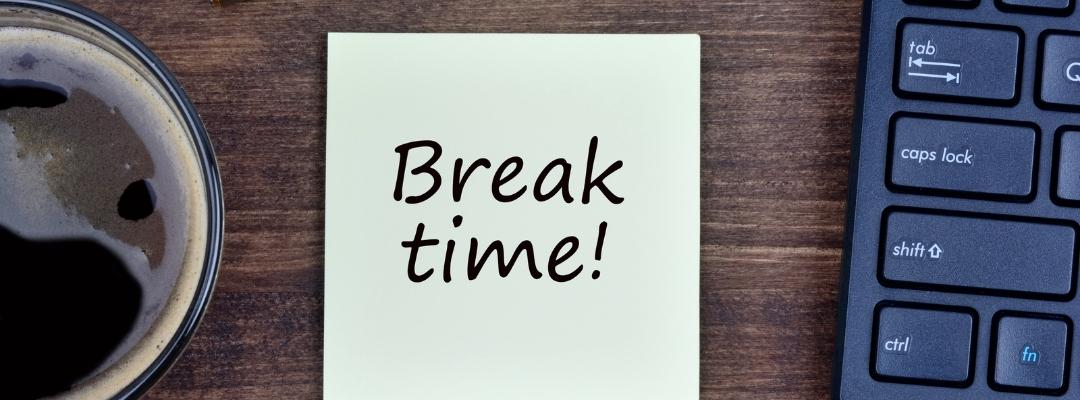 Break
time!
tab
Q
caps lock
shift
ctrl
fn